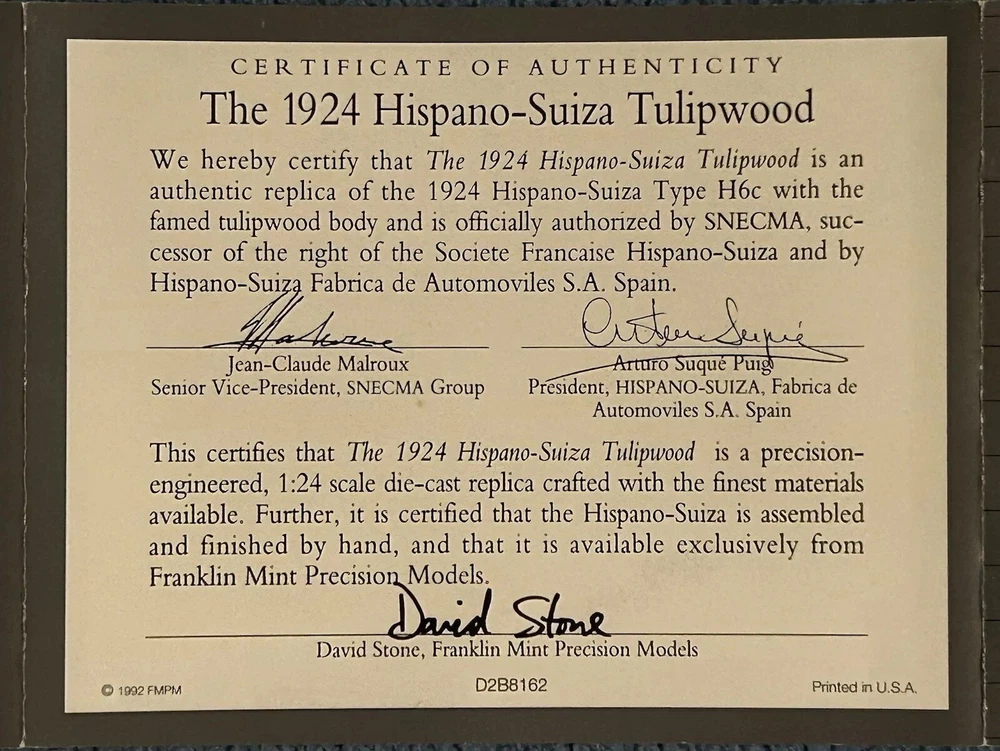 CERTIFICATE OF AUTHENTICITY
The 1924 Hispano-Suiza Tulipwood
We hereby certify that The 1924 Hispano-Suiza Tulipwood is an
authentic replica of the 1924 Hispano-Suiza Type H6c with the
famed tulipwood body and is officially authorized by SNECMA, suc-
cessor of the right of the Societe Francaise Hispano-Suiza and by
Hispano-Suiza Fabrica de Automoviles S.A. Spain.
Malroux Arturo Suqué
Jean-Claude Malroux Arturo Suqué Puig
Senior Vice-President, SNECMA Group President, HISPANO-SUIZA, Fabrica de
Automoviles S.A. Spain
This certifies that The 1924 Hispano-Suiza Tulipwood is a precision-
engineered, 1:24 scale die-cast replica crafted with the finest materials
available. Further, it is certified that the Hispano-Suiza is assembled
and finished by hand, and that it is available exclusively from
Franklin Mint Precision Models.
David Stone
David Stone, Franklin Mint Precision Models
© 1992 FMPM D2B8162 Printed in U.S.A.